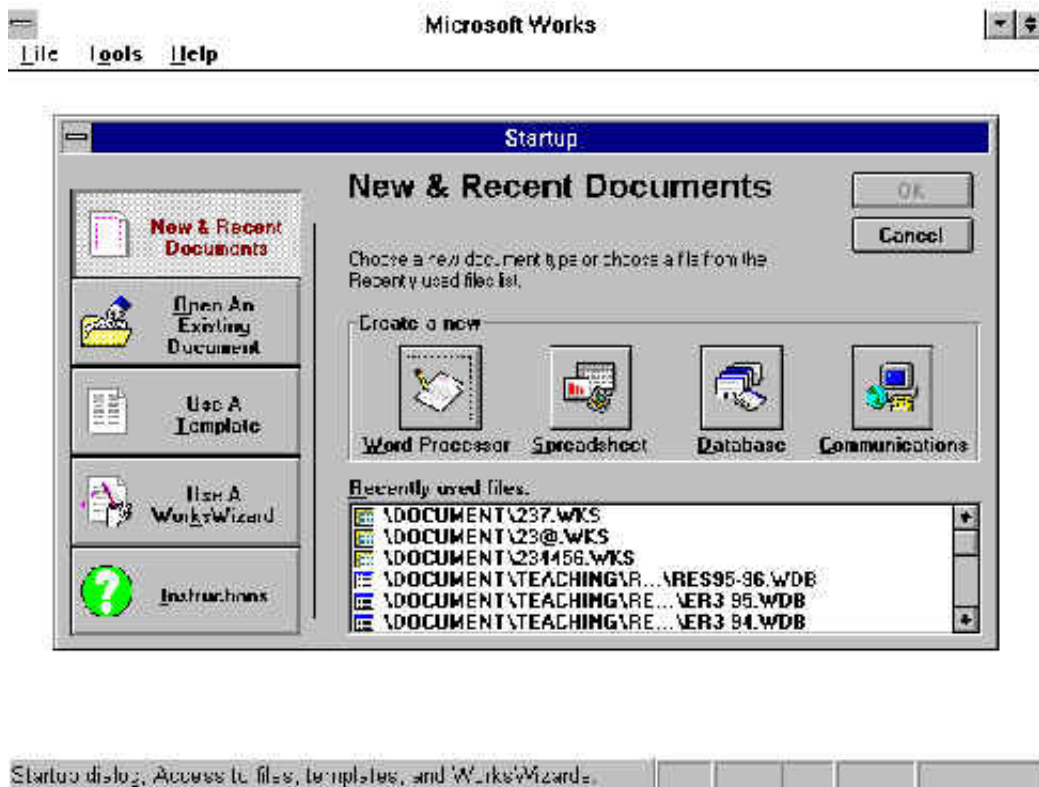 Microsoft Works
File Tools Help
Startup
New & Recent
Documents
Open An
Existing
Document
Use A
Template
Use A
WorksWizard
Instructions
New & Recent Documents
OK
Cancel
Choose a new document type or choose a file from the
Recently used files list.
Create a new
Word Processor Spreadsheet Database Communications
Recently used files:
\DOCUMENT\237.WKS
\DOCUMENT\23@.WKS
\DOCUMENT\234456.WKS
\DOCUMENT\TEACHING\R...\RES95-96.WDB
\DOCUMENT\TEACHING\RE...\ER3 95.WDB
\DOCUMENT\TEACHING\RE...\ER3 94.WDB
Startup dialog; Access to files, templates, and WorksWizards.